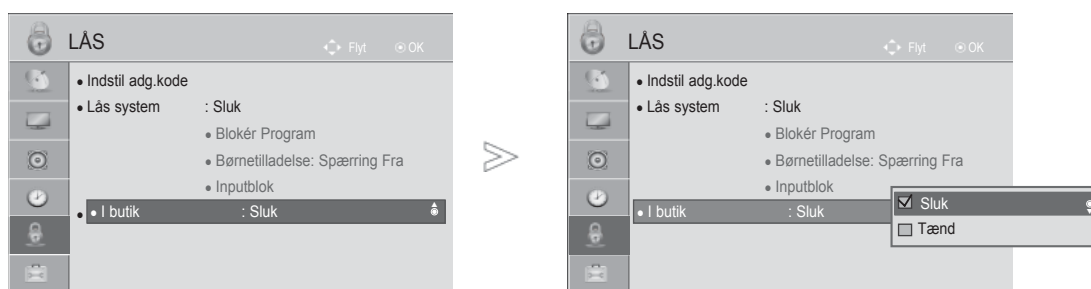 LÅS
Flyt OK
• Indstil adg.kode
• Lås system : Sluk
• Blokér Program
• Børnetilladelse: Spærring Fra
• Inputblok
• I butik : Sluk
LÅS
Flyt OK
• Indstil adg.kode
• Lås system : Sluk
• Blokér Program
• Børnetilladelse: Spærring Fra
• Inputblok
• I butik : Sluk
Sluk
Tænd